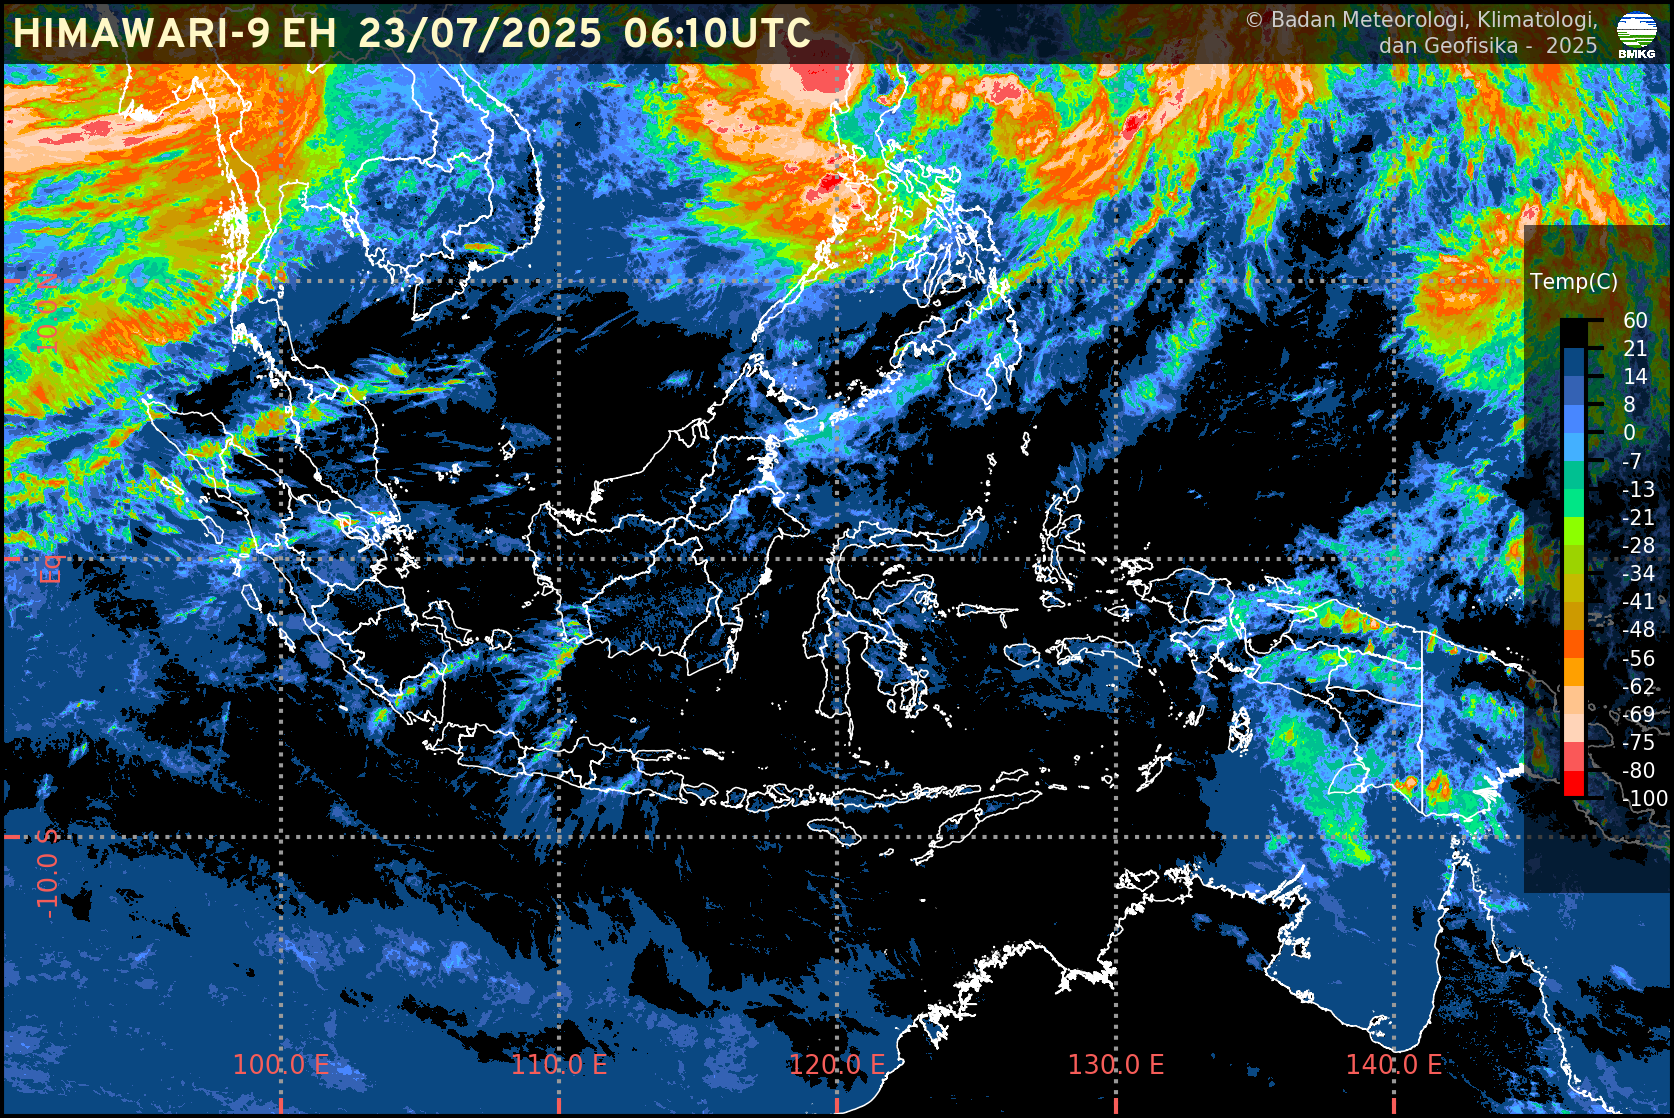 HIMAWARI-9 EH 23/07/2025 06:10UTC
© Badan Meteorologi, Klimatologi,
dan Geofisika - 2025
BMKG
Temp(C)
60
21
14
8
0
-7
-13
-21
-28
-34
-41
-48
-56
-62
-69
-75
-80
-100
10.0 N
Eq
-10.0 S
100.0 E
110.0 E
120.0 E
130.0 E
140.0 E